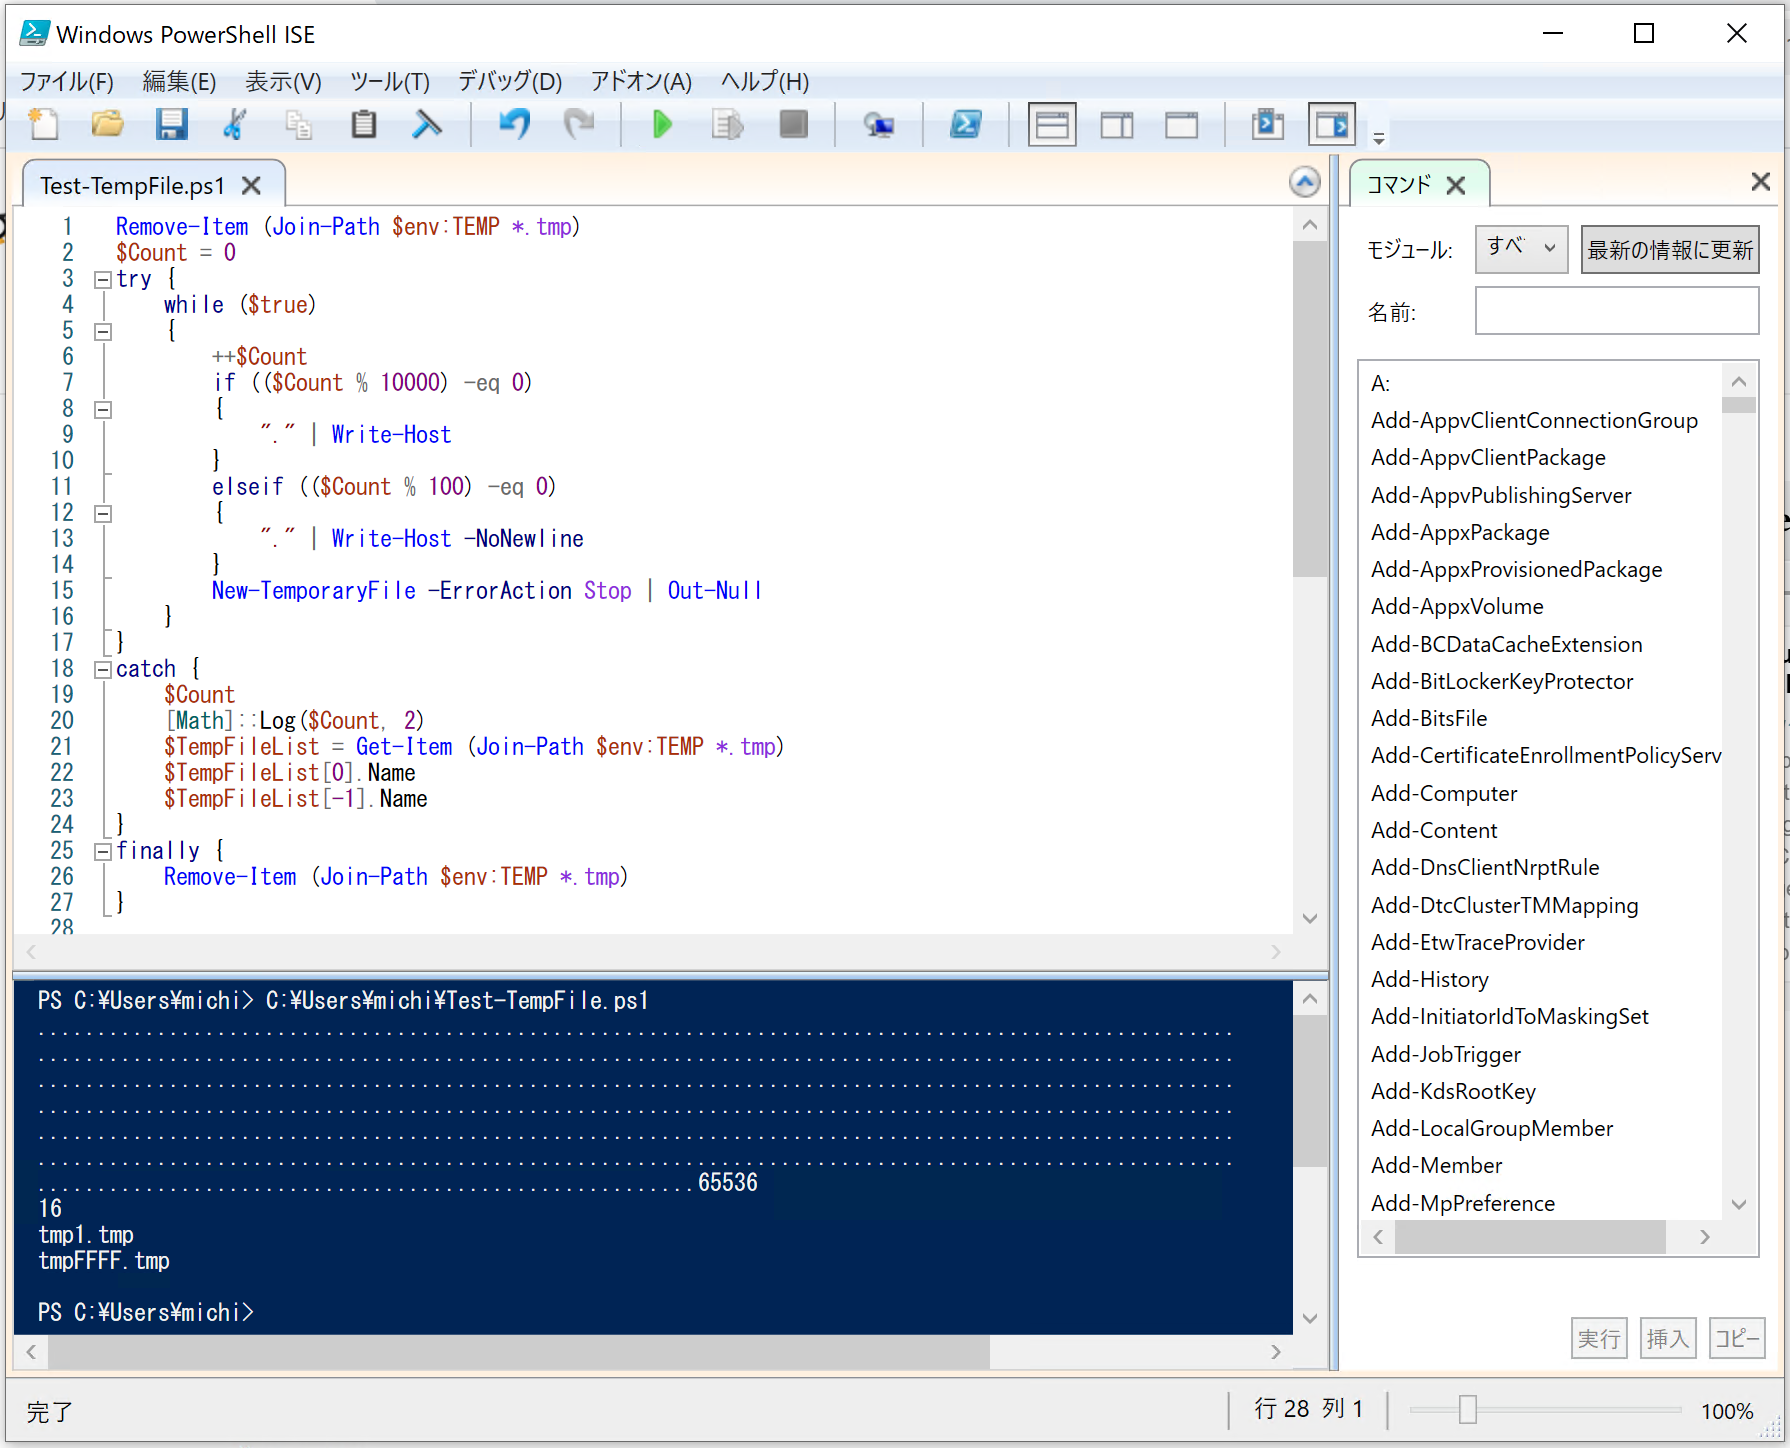 Windows PowerShell ISE
ファイル(F) 編集(E) 表示(V) ツール(T) デバッグ(D) アドオン(A) ヘルプ(H)
Test-TempFile.ps1
1 Remove-Item (Join-Path $env:TEMP *.tmp)
2 $Count = 0
3 try {
4     while ($true)
5     {
6         ++$Count
7         if (($Count % 10000) -eq 0)
8         {
9             "." | Write-Host
10         }
11         elseif (($Count % 100) -eq 0)
12         {
13             "." | Write-Host -NoNewline
14         }
15         New-TemporaryFile -ErrorAction Stop | Out-Null
16     }
17 }
18 catch {
19     $Count
20     [Math]::Log($Count, 2)
21     $TempFileList = Get-Item (Join-Path $env:TEMP *.tmp)
22     $TempFileList[0].Name
23     $TempFileList[-1].Name
24 }
25 finally {
26     Remove-Item (Join-Path $env:TEMP *.tmp)
27 }
28
PS C:¥Users¥michi> C:¥Users¥michi¥Test-TempFile.ps1
....................................................................................................
....................................................................................................
....................................................................................................
....................................................................................................
....................................................................................................
....................................................................................................
.......................................................65536
16
tmp1.tmp
tmpFFFF.tmp
PS C:¥Users¥michi>
コマンド
モジュール: すべ 最新の情報に更新
名前:
A:
Add-AppvClientConnectionGroup
Add-AppvClientPackage
Add-AppvPublishingServer
Add-AppxPackage
Add-AppxProvisionedPackage
Add-AppxVolume
Add-BCDataCacheExtension
Add-BitLockerKeyProtector
Add-BitsFile
Add-CertificateEnrollmentPolicyServ
Add-Computer
Add-Content
Add-DnsClientNrptRule
Add-DtcClusterTMMapping
Add-EtwTraceProvider
Add-History
Add-InitiatorIdToMaskingSet
Add-JobTrigger
Add-KdsRootKey
Add-LocalGroupMember
Add-Member
Add-MpPreference
実行 挿入 コピー
完了 行 28 列 1 100%